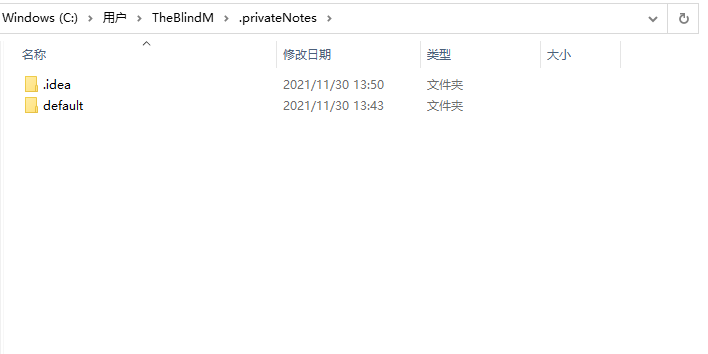 Windows (C:) > 用户 > TheBlindM > .privateNotes >
名称 修改日期 类型 大小
.idea 2021/11/30 13:50 文件夹
default 2021/11/30 13:43 文件夹